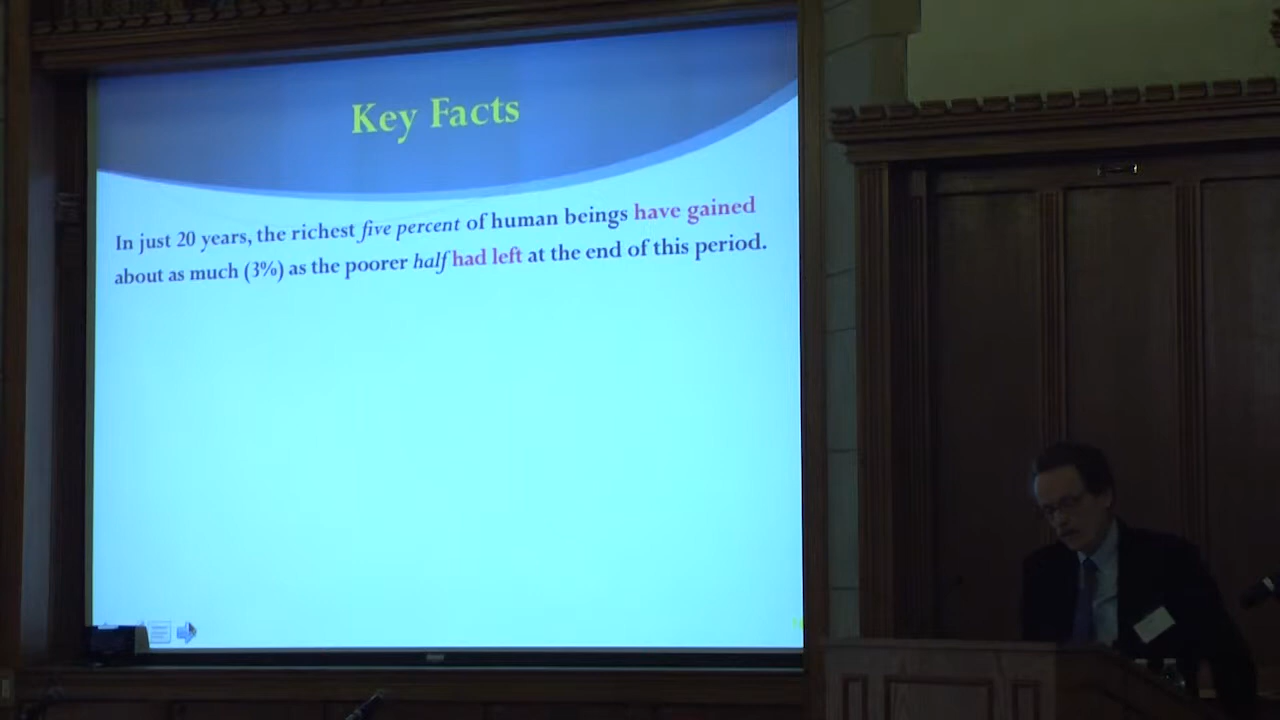 Key Facts
In just 20 years, the richest five percent of human beings have gained
about as much (3%) as the poorer half had left at the end of this period.